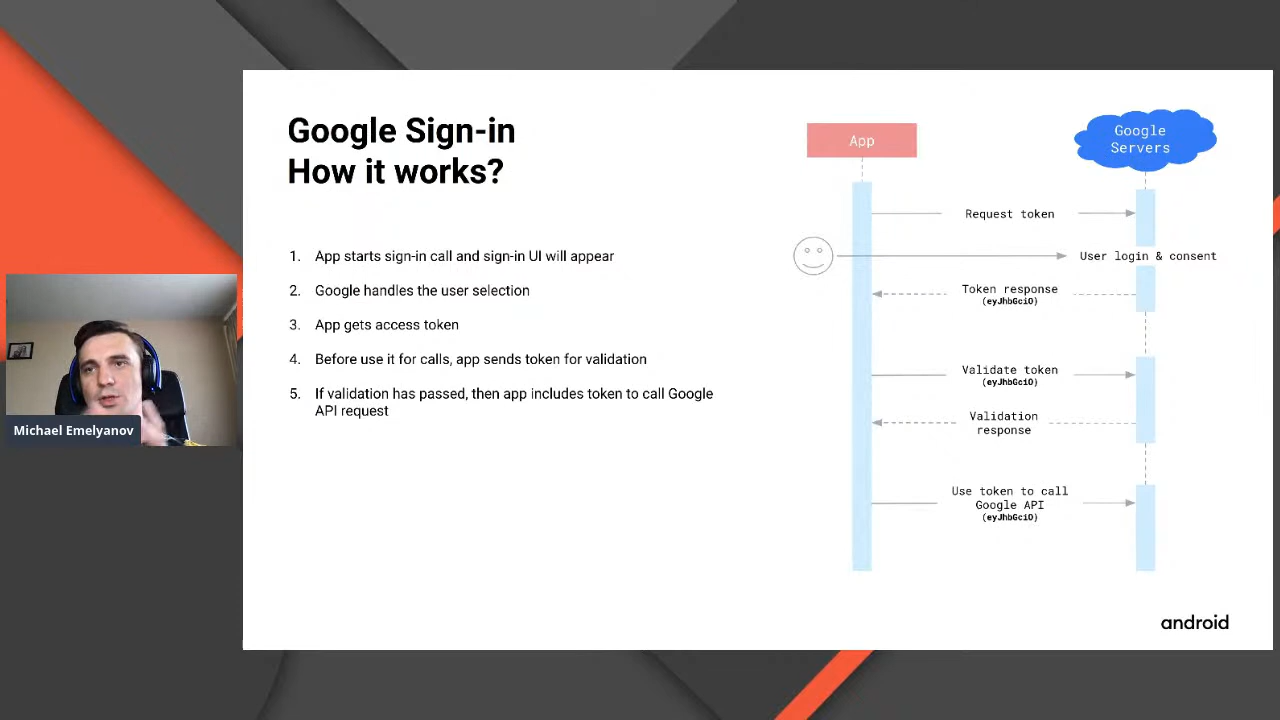 Google Sign-in
How it works?
1. App starts sign-in call and sign-in UI will appear
2. Google handles the user selection
3. App gets access token
4. Before use it for calls, app sends token for validation
5. If validation has passed, then app includes token to call Google
API request
App
Google
Servers
Request token
User login & consent
Token response
(eyJhbGciO)
Validate token
(eyJhbGciO)
Validation
response
Use token to call
Google API
(eyJhbGciO)
android
Michael Emelyanov